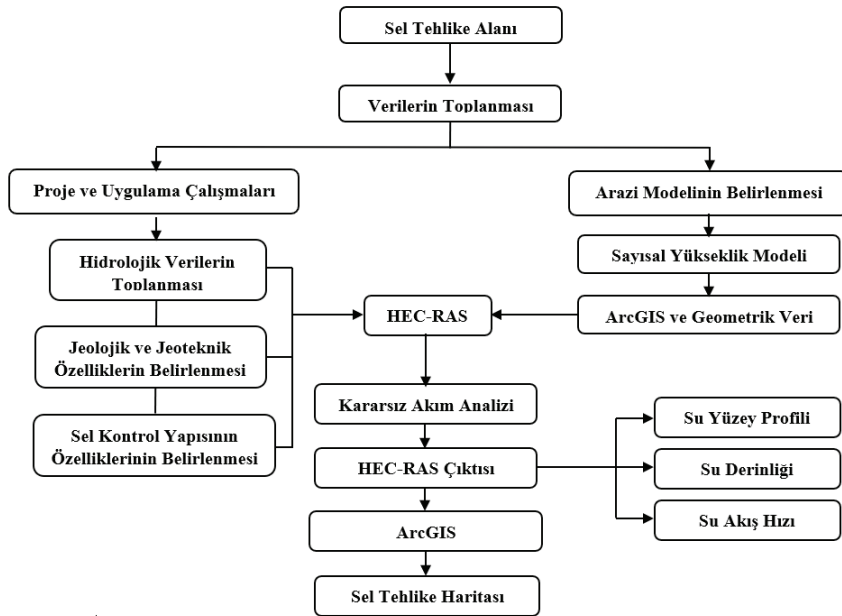 Sel Tehlike Alanı
Verilerin Toplanması
Proje ve Uygulama Çalışmaları
Arazi Modelinin Belirlenmesi
Hidrolojik Verilerin
Toplanması
Sayısal Yükseklik Modeli
HEC-RAS
ArcGIS ve Geometrik Veri
Jeolojik ve Jeoteknik
Özelliklerin Belirlenmesi
Kararsız Akım Analizi
Su Yüzey Profili
Sel Kontrol Yapısının
Özelliklerinin Belirlenmesi
HEC-RAS Çıktısı
Su Derinliği
Su Akış Hızı
ArcGIS
Sel Tehlike Haritası